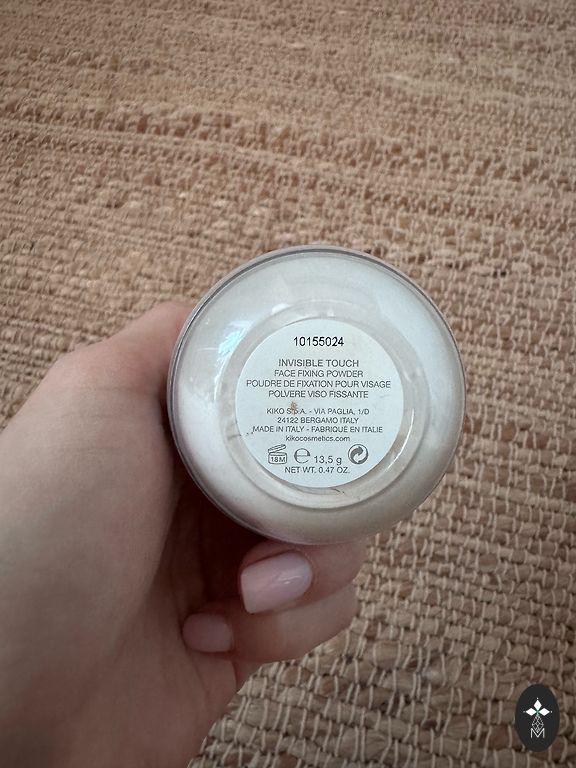 10155024
INVISIBLE TOUCH
FACE FIXING POWDER
POUDRE DE FIXATION POUR VISAGE
POLVERE VISO FISSANTE
KIKO S.p.A. - VIA PAGLIA, 1/D
24122 BERGAMO ITALY
MADE IN ITALY - FABRIQUÉ EN ITALIE
kikocosmetics.com
18M ℮ 13,5 g
NET WT. 0.47 OZ.
M